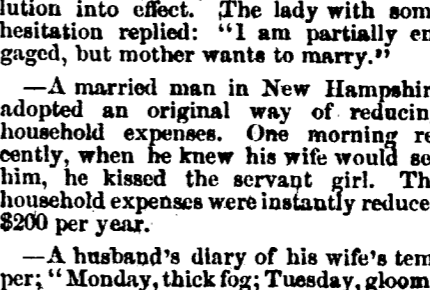 lution into effect. The lady with som
hesitation replied: "I am partially en
gaged, but mother wants to marry."
—A married man in New Hampshir
adopted an original way of reducin
household expenses. One morning re
cently, when he knew his wife would se
him, he kissed the servant girl. Th
household expenses were instantly reduce
$200 per year.
—A husband's diary of his wife's tem
per; "Monday, thick fog; Tuesday, gloom